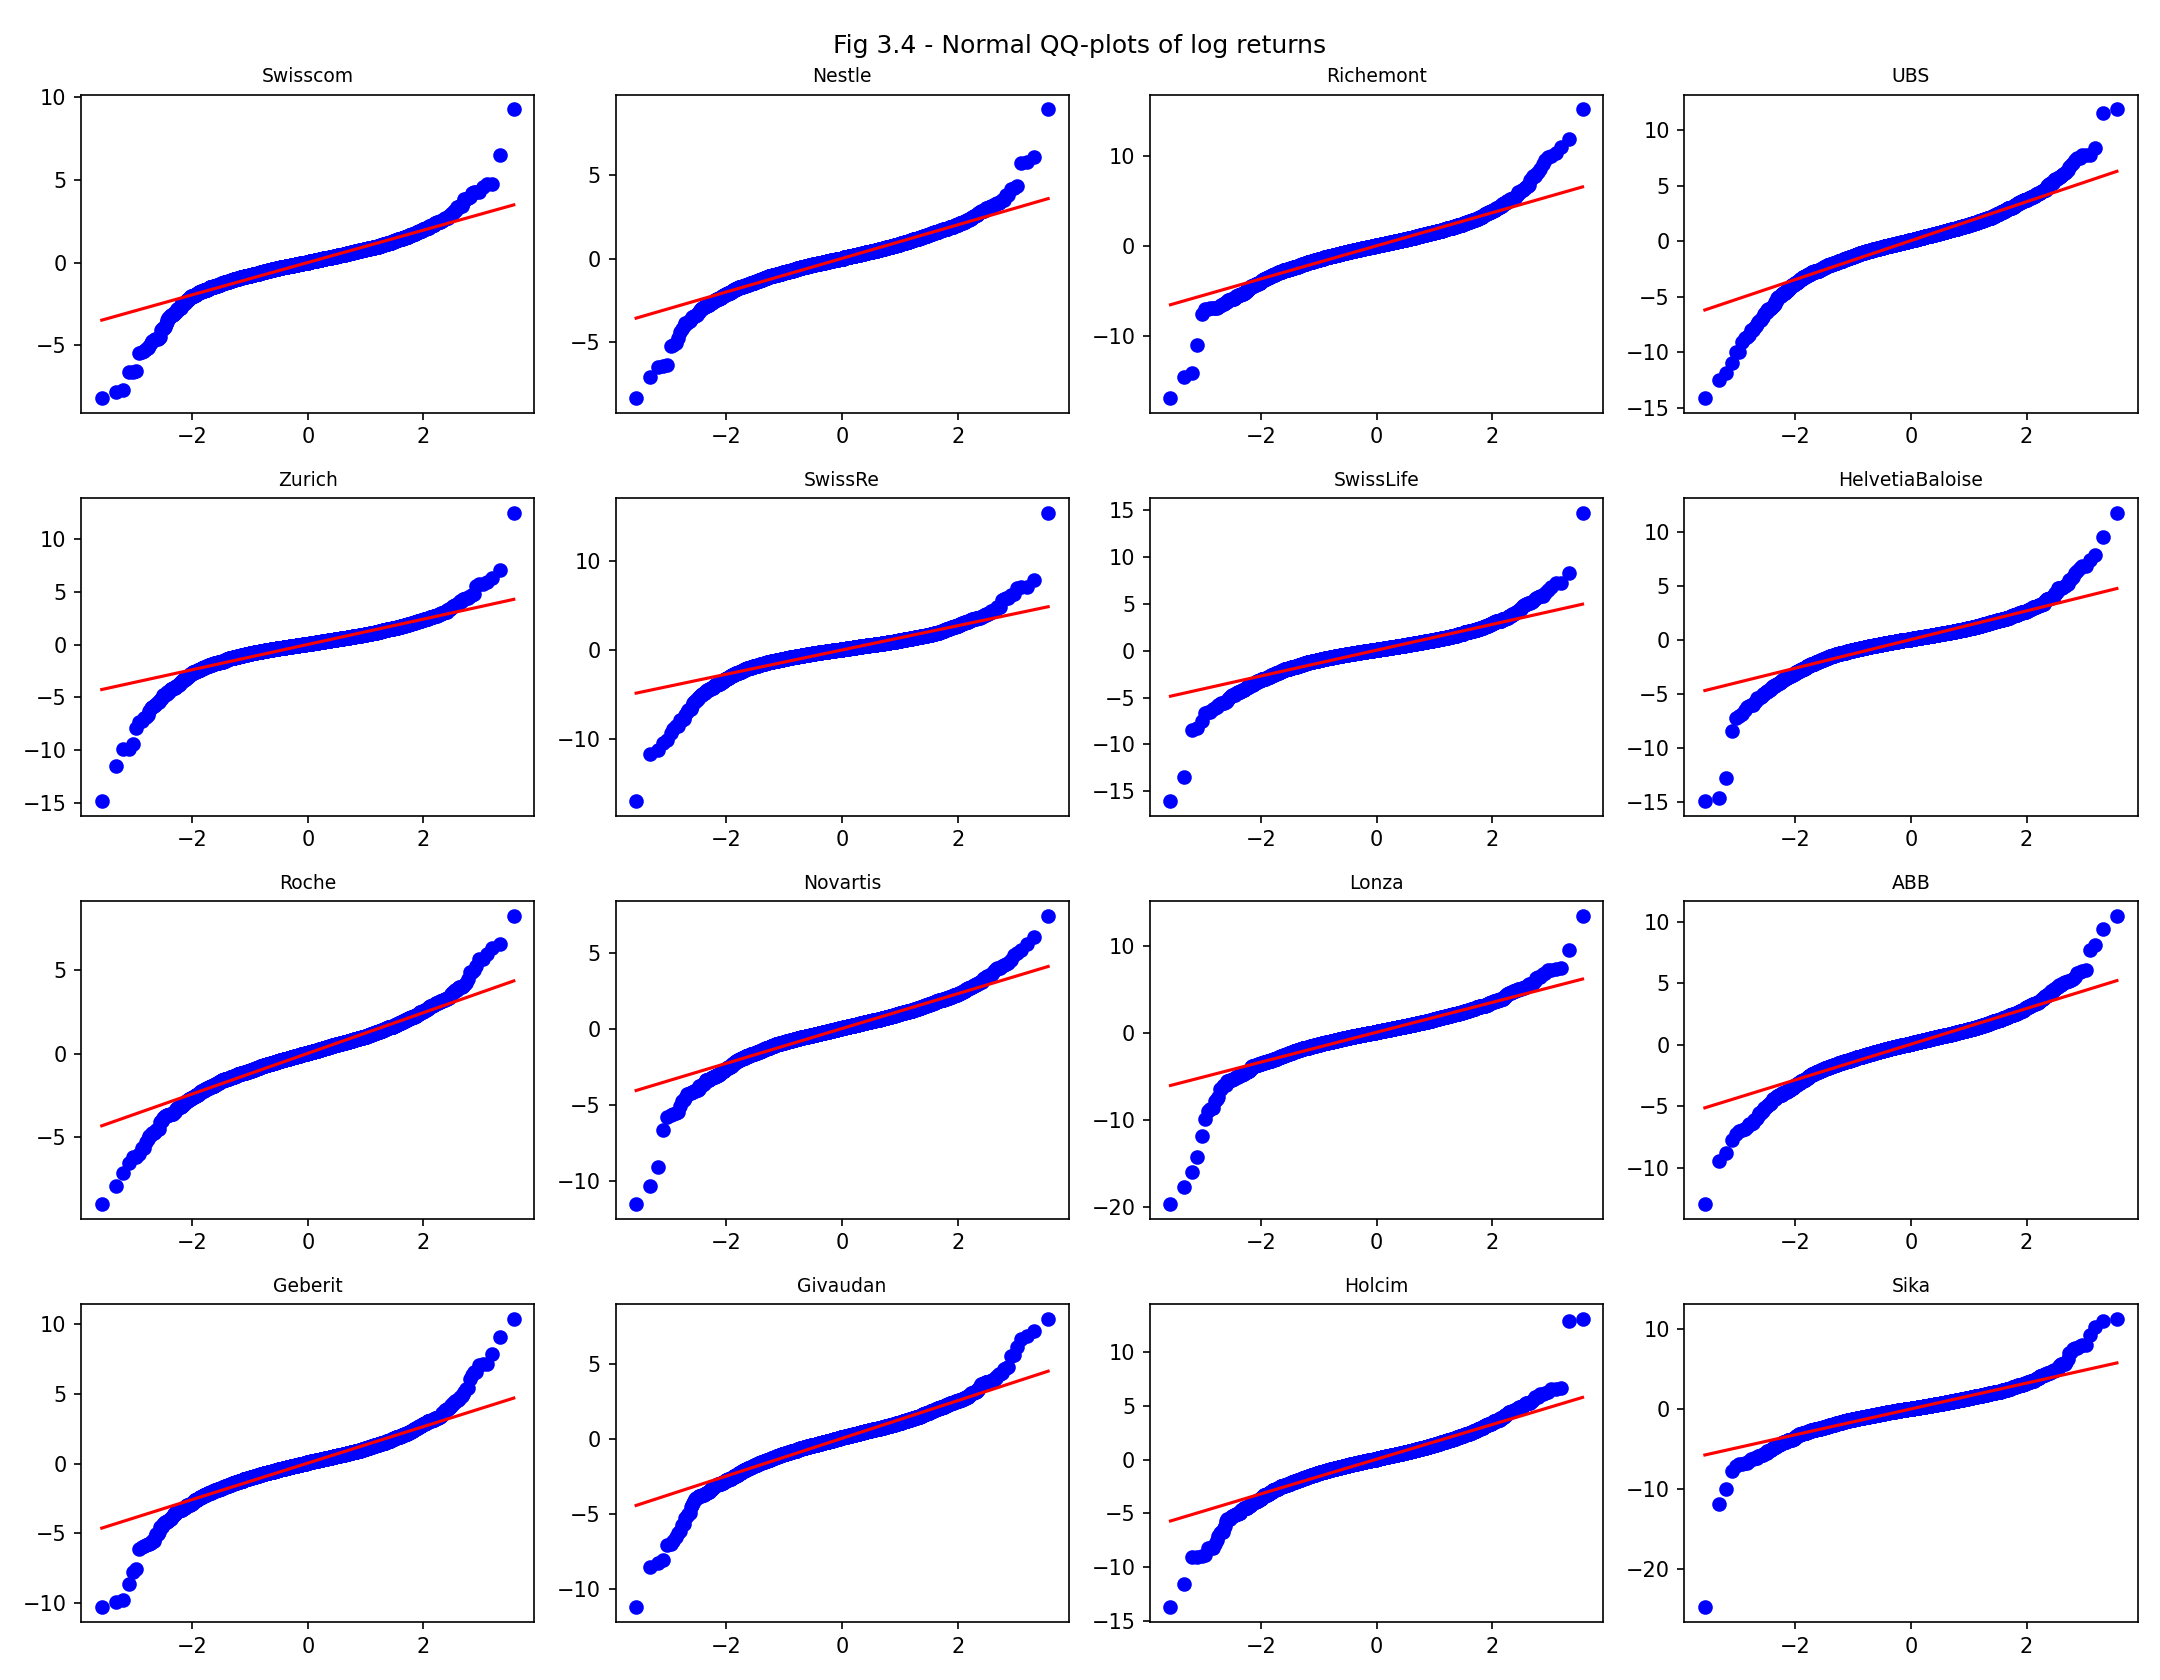 Fig 3.4 - Normal QQ-plots of log returns
Swisscom
Nestle
Richemont
UBS
10
5
0
−5
−2 0 2
5
0
−5
−2 0 2
10
0
−10
−2 0 2
10
5
0
−5
−10
−15
−2 0 2
Zurich
SwissRe
SwissLife
HelvetiaBaloise
10
5
0
−5
−10
−15
−2 0 2
10
0
−10
−2 0 2
15
10
5
0
−5
−10
−15
−2 0 2
10
5
0
−5
−10
−15
−2 0 2
Roche
Novartis
Lonza
ABB
5
0
−5
−2 0 2
5
0
−5
−10
−2 0 2
10
0
−10
−20
−2 0 2
10
5
0
−5
−10
−2 0 2
Geberit
Givaudan
Holcim
Sika
10
5
0
−5
−10
−2 0 2
5
0
−5
−10
−2 0 2
10
5
0
−5
−10
−15
−2 0 2
10
0
−10
−20
−2 0 2